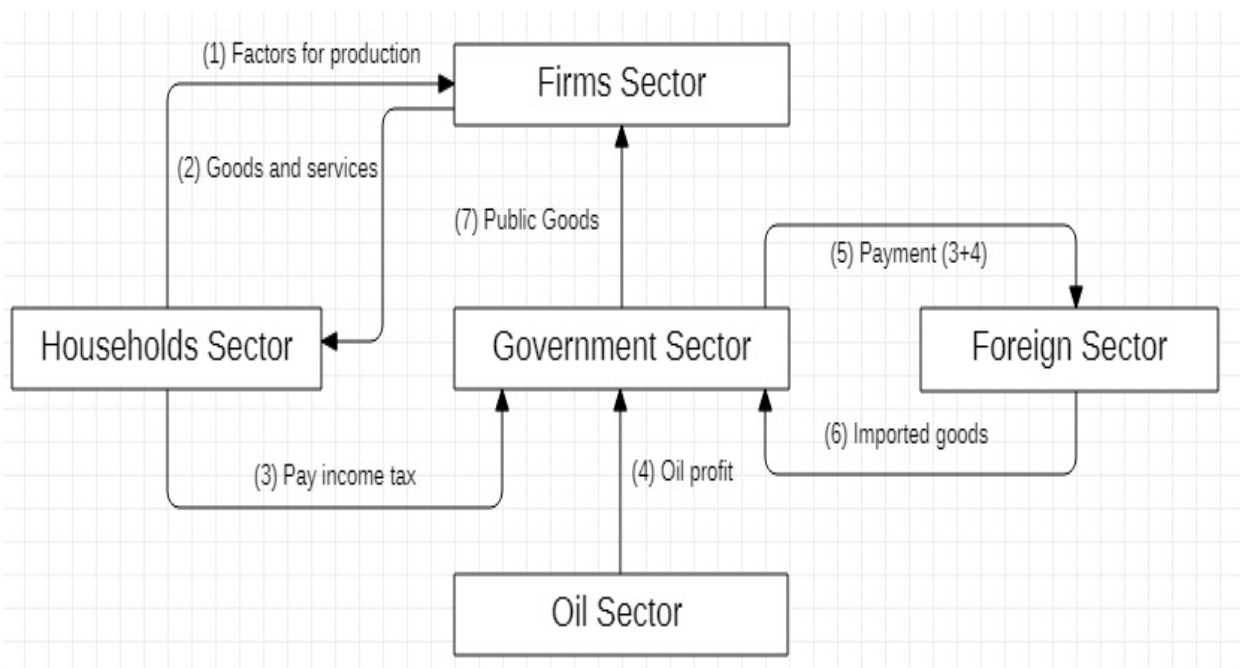 (1) Factors for production
Firms Sector
(2) Goods and services
(7) Public Goods
(5) Payment (3+4)
Households Sector
Government Sector
Foreign Sector
(6) Imported goods
(3) Pay income tax
(4) Oil profit
Oil Sector